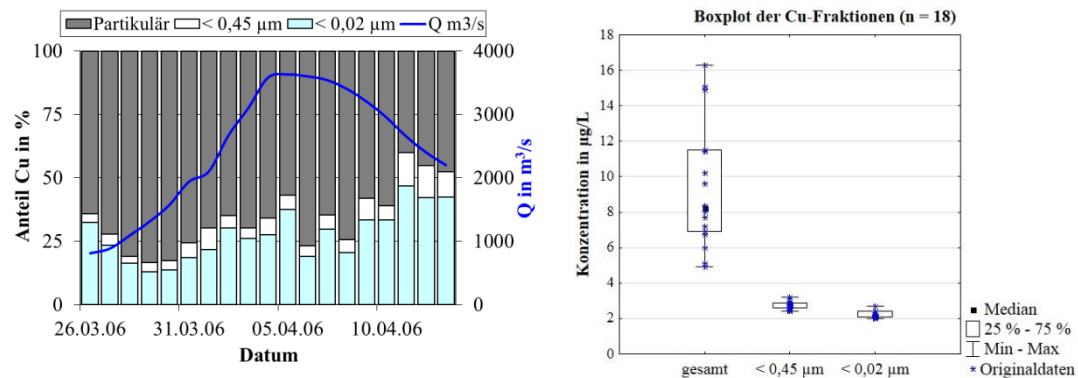 Partikulär < 0,45 µm < 0,02 µm Q m3/s
100
75
50
25
0
Anteil Cu in %
4000
3000
2000
1000
0
Q in m³/s
26.03.06 31.03.06 05.04.06 10.04.06
Datum
Boxplot der Cu-Fraktionen (n = 18)
18
16
14
12
10
8
6
4
2
0
Konzentration in µg/L
gesamt < 0,45 µm < 0,02 µm
Median
25 % - 75 %
Min - Max
Originaldaten